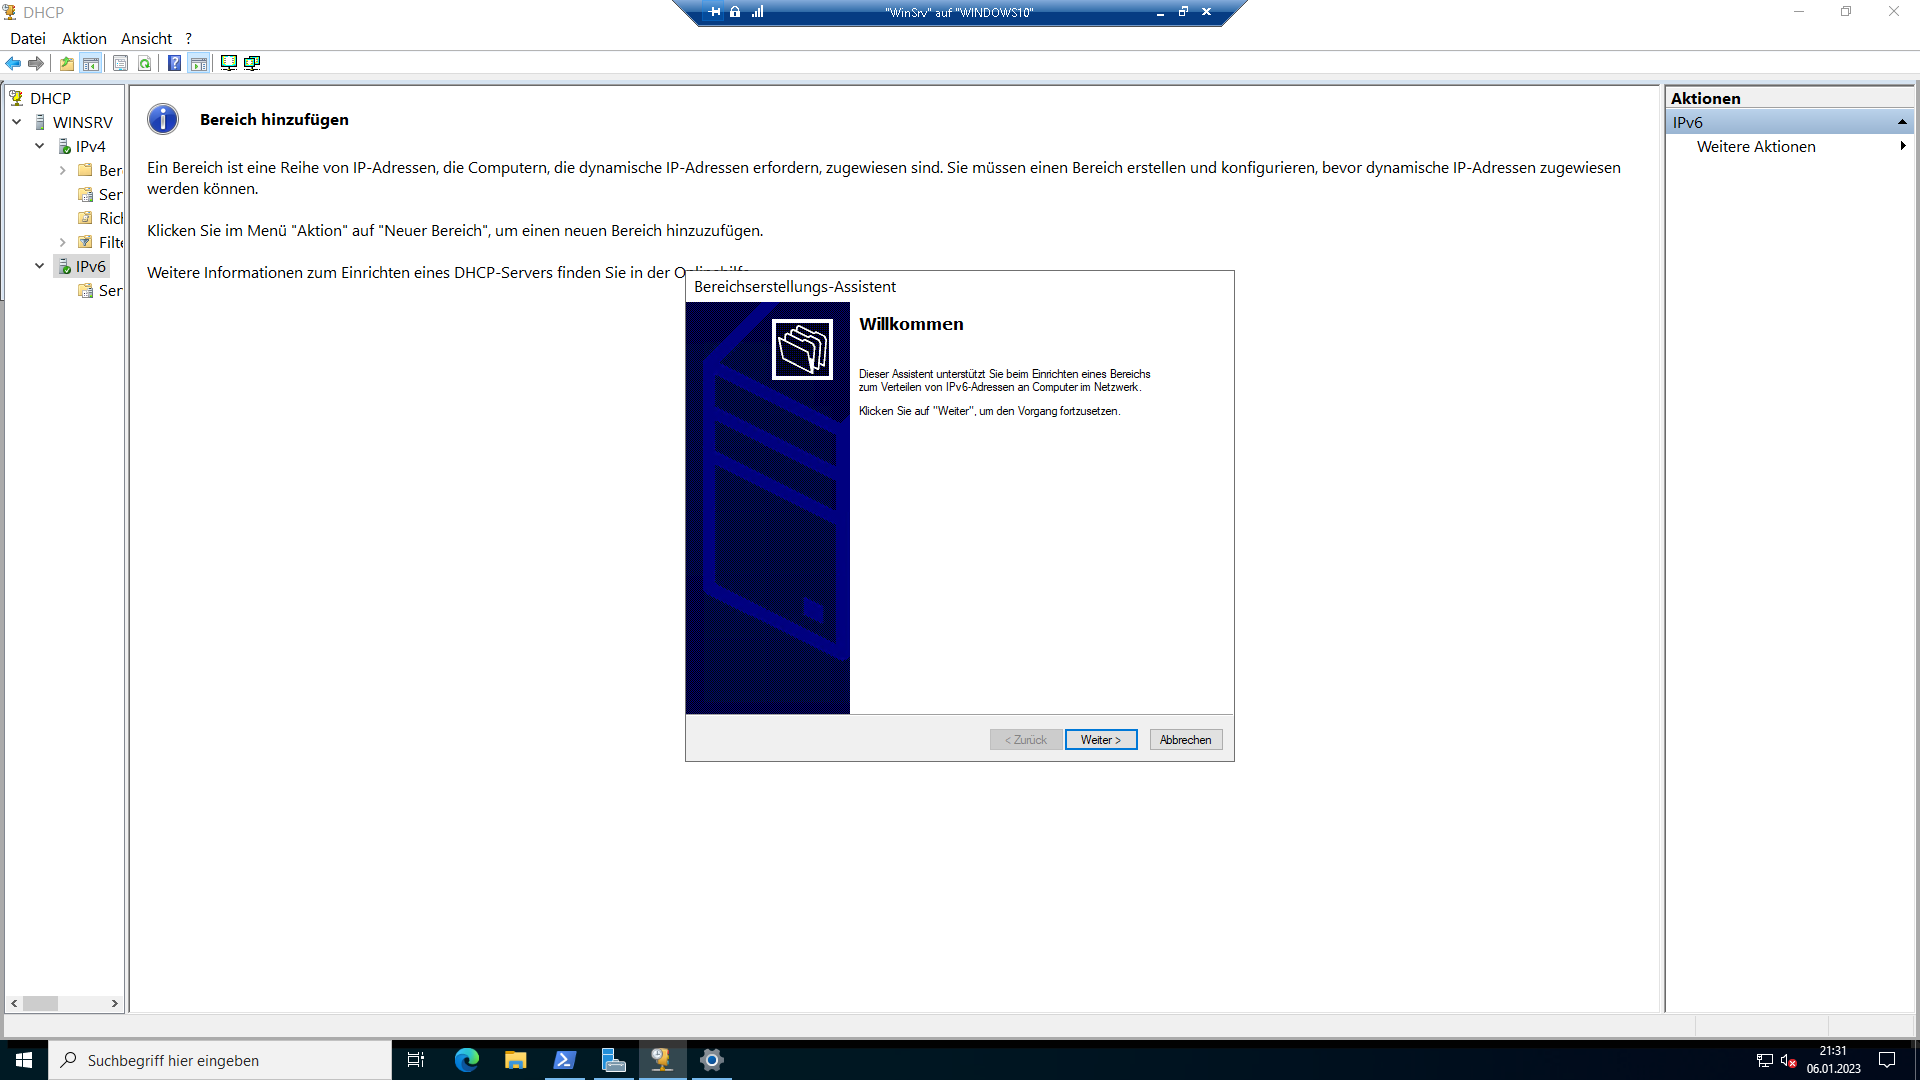 DHCP
"WinSrv" auf "WINDOWS10"
Datei Aktion Ansicht ?
DHCP
WINSRV
IPv4
Ber
Ser
Ric
Filte
IPv6
Ser
Bereich hinzufügen
Ein Bereich ist eine Reihe von IP-Adressen, die Computern, die dynamische IP-Adressen erfordern, zugewiesen sind. Sie müssen einen Bereich erstellen und konfigurieren, bevor dynamische IP-Adressen zugewiesen
werden können.
Klicken Sie im Menü "Aktion" auf "Neuer Bereich", um einen neuen Bereich hinzuzufügen.
Weitere Informationen zum Einrichten eines DHCP-Servers finden Sie in der Onlinehilfe
Bereichserstellungs-Assistent
Willkommen
Dieser Assistent unterstützt Sie beim Einrichten eines Bereichs
zum Verteilen von IPv6-Adressen an Computer im Netzwerk.
Klicken Sie auf "Weiter", um den Vorgang fortzusetzen.
< Zurück Weiter > Abbrechen
Aktionen
IPv6
Weitere Aktionen
Suchbegriff hier eingeben
21:31
06.01.2023